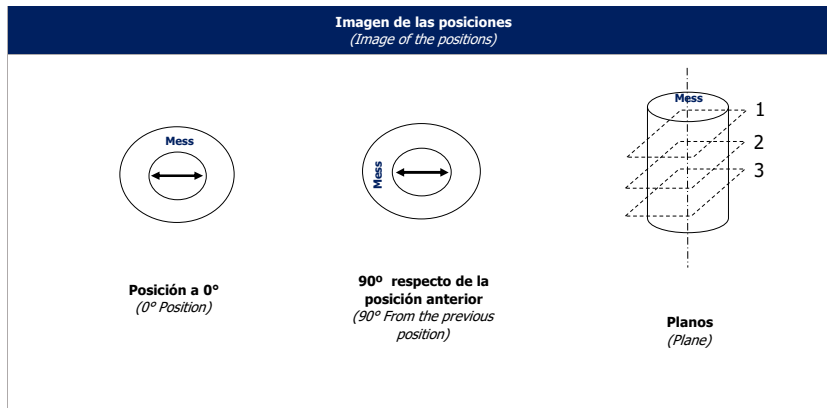 Imagen de las posiciones
(Image of the positions)
Mess
Posición a 0°
(0° Position)
Mess
90º respecto de la
posición anterior
(90° From the previous
position)
Mess
1
2
3
Planos
(Plane)